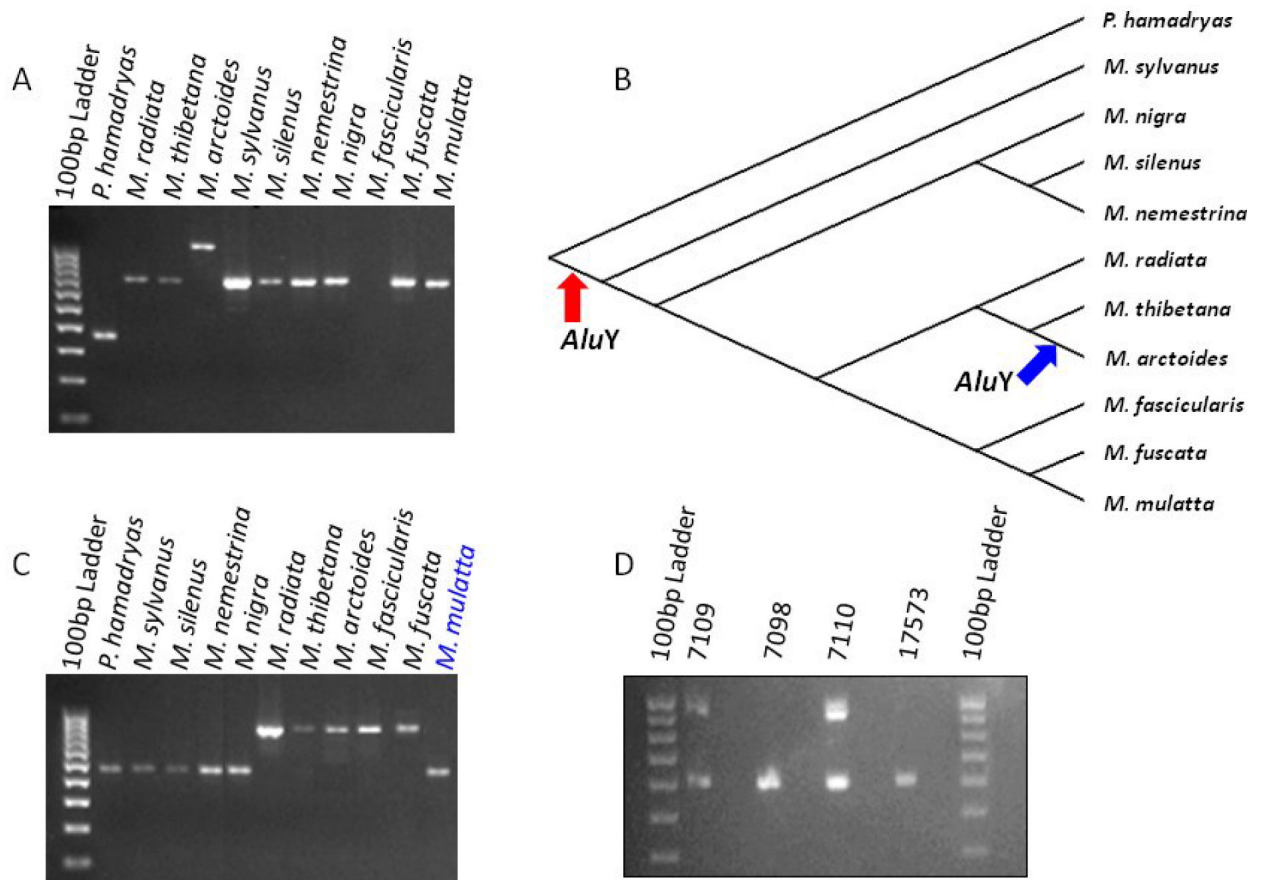 A
100bp Ladder
P. hamadryas
M. radiata
M. thibetana
M. arctoides
M. sylvanus
M. silenus
M. nemestrina
M. nigra
M. fascicularis
M. fuscata
M. mulatta
B
P. hamadryas
M. sylvanus
M. nigra
M. silenus
M. nemestrina
M. radiata
M. thibetana
M. arctoides
M. fascicularis
M. fuscata
M. mulatta
AluY
AluY
C
100bp Ladder
P. hamadryas
M. sylvanus
M. silenus
M. nemestrina
M. nigra
M. radiata
M. thibetana
M. arctoides
M. fascicularis
M. fuscata
M. mulatta
D
100bp Ladder
7109
7098
7110
17573
100bp Ladder